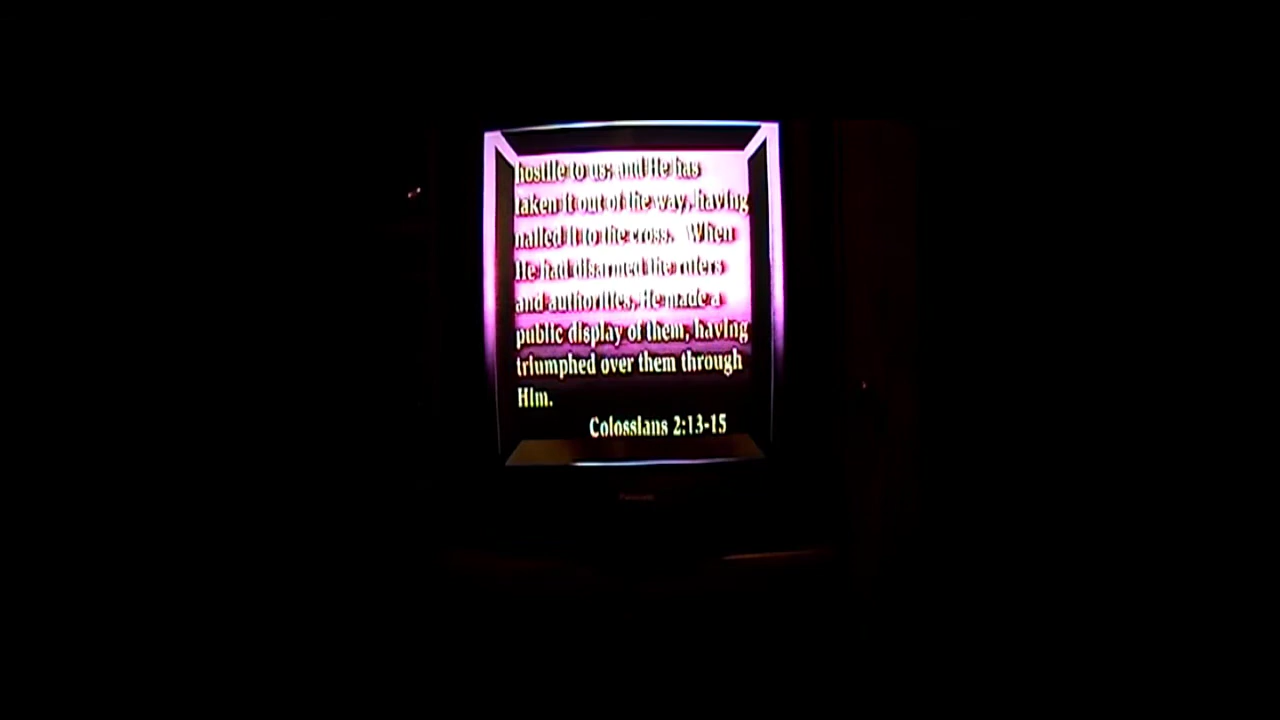 hostile to us; and He has
taken it out of the way, having
nailed it to the cross. When
He had disarmed the rulers
and authorities, He made a
public display of them, having
triumphed over them through
Him.
Colossians 2:13-15
Panasonic